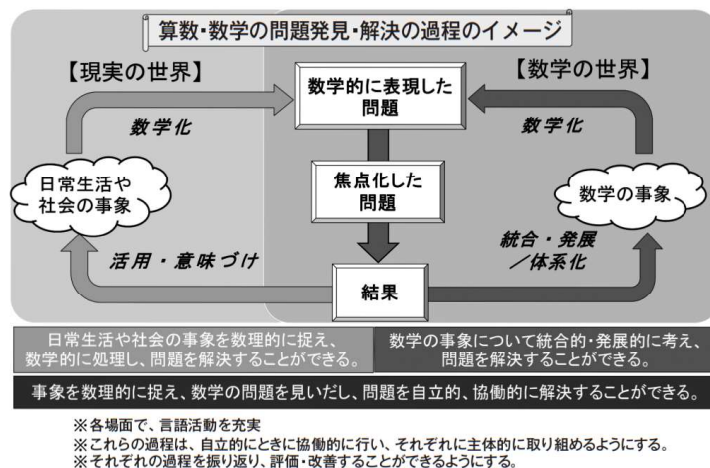 算数・数学の問題発見・解決の過程のイメージ
【現実の世界】
【数学の世界】
数学的に表現した
問題
数学化
数学化
日常生活や
社会の事象
焦点化した
問題
数学の事象
活用・意味づけ
統合・発展
／体系化
結果
日常生活や社会の事象を数理的に捉え、
数学的に処理し、問題を解決することができる。
数学の事象について統合的・発展的に考え、
問題を解決することができる。
事象を数理的に捉え、数学の問題を見いだし、問題を自立的、協働的に解決することができる。
※各場面で、言語活動を充実
※これらの過程は、自立的にときに協働的に行い、それぞれに主体的に取り組めるようにする。
※それぞれの過程を振り返り、評価・改善することができるようにする。